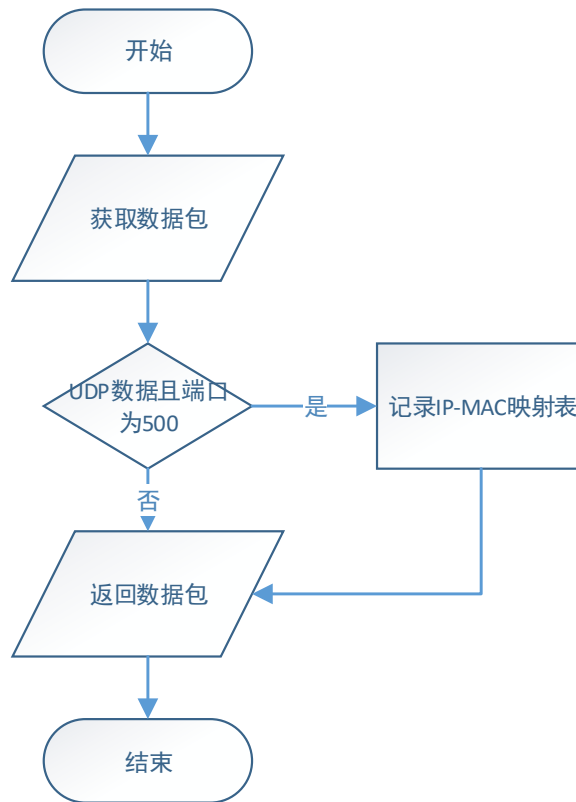 开始
获取数据包
UDP数据且端口
为500
是
记录IP-MAC映射表
否
返回数据包
结束